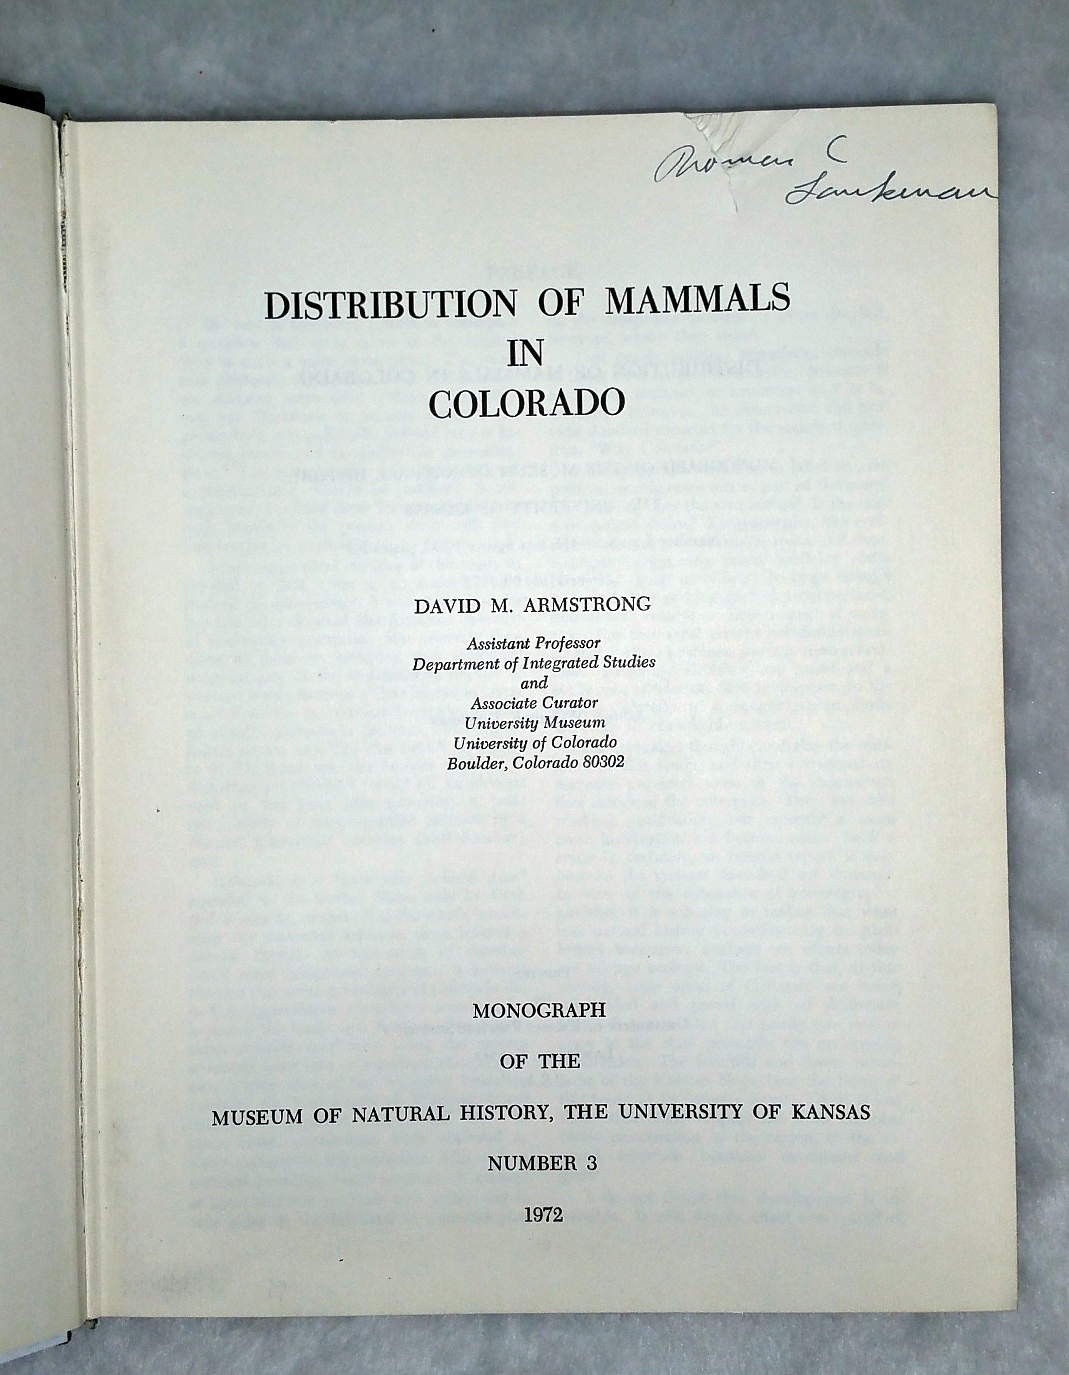 DISTRIBUTION OF MAMMALS
IN
COLORADO
DAVID M. ARMSTRONG
Assistant Professor
Department of Integrated Studies
and
Associate Curator
University Museum
University of Colorado
Boulder, Colorado 80302
MONOGRAPH
OF THE
MUSEUM OF NATURAL HISTORY, THE UNIVERSITY OF KANSAS
NUMBER 3
1972